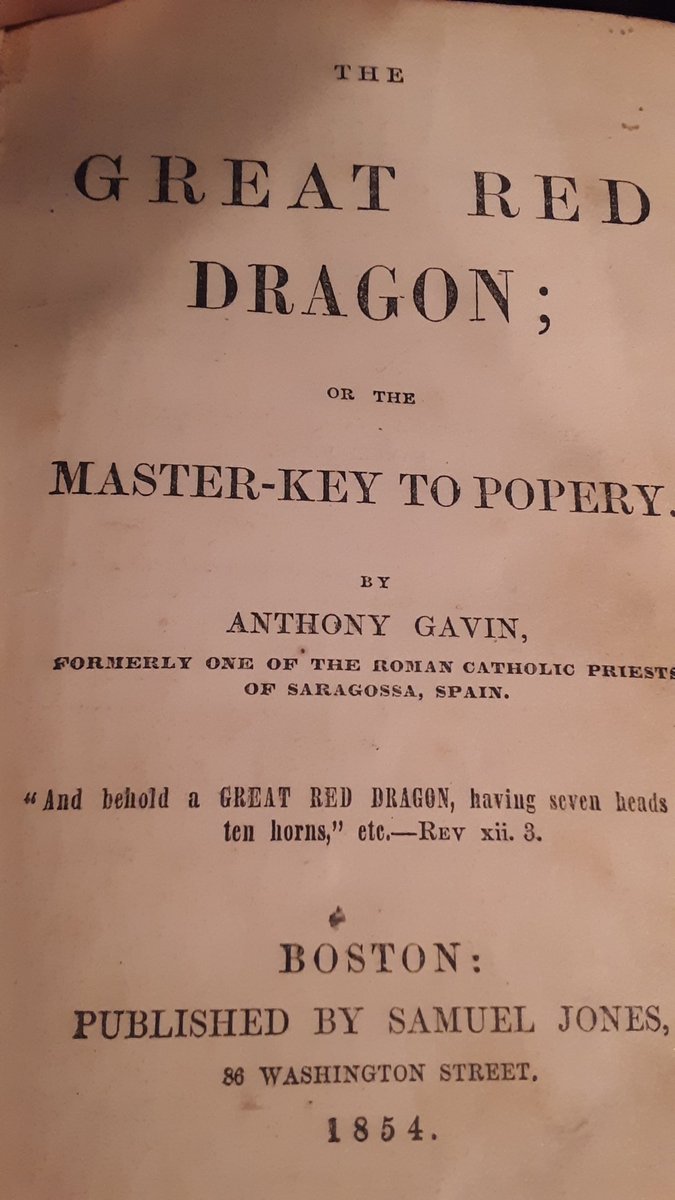 THE
GREAT RED
DRAGON;
OR THE
MASTER-KEY TO POPERY.
BY
ANTHONY GAVIN,
FORMERLY ONE OF THE ROMAN CATHOLIC PRIESTS
OF SARAGOSSA, SPAIN.
“And behold a GREAT RED DRAGON, having seven heads
ten horns,” etc.—REV xii. 3.
BOSTON:
PUBLISHED BY SAMUEL JONES,
86 WASHINGTON STREET.
1854.